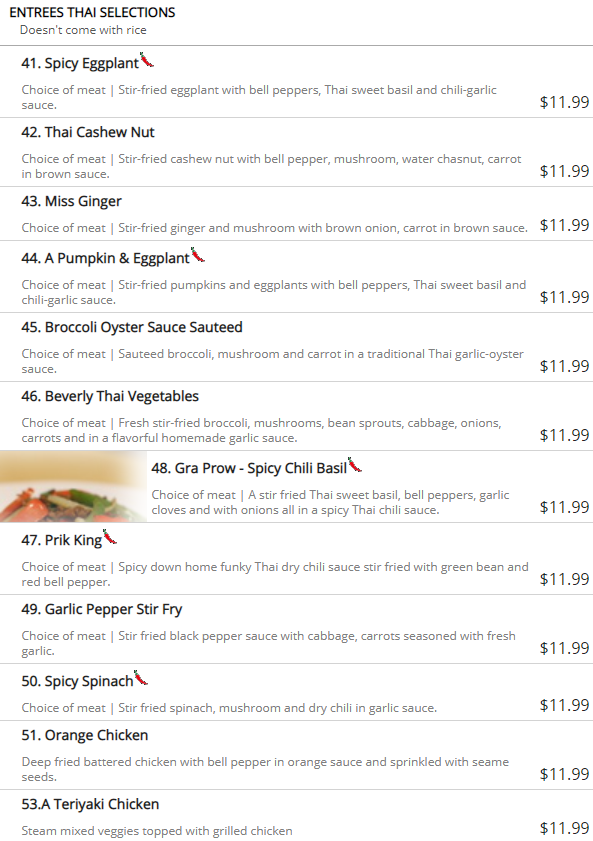 ENTREES THAI SELECTIONS
Doesn't come with rice
41. Spicy Eggplant
Choice of meat | Stir-fried eggplant with bell peppers, Thai sweet basil and chili-garlic
sauce.
$11.99
42. Thai Cashew Nut
Choice of meat | Stir-fried cashew nut with bell pepper, mushroom, water chasnut, carrot
in brown sauce.
$11.99
43. Miss Ginger
Choice of meat | Stir-fried ginger and mushroom with brown onion, carrot in brown sauce.
$11.99
44. A Pumpkin & Eggplant
Choice of meat | Stir-fried pumpkins and eggplants with bell peppers, Thai sweet basil and
chili-garlic sauce.
$11.99
45. Broccoli Oyster Sauce Sauteed
Choice of meat | Sauteed broccoli, mushroom and carrot in a traditional Thai garlic-oyster
sauce.
$11.99
46. Beverly Thai Vegetables
Choice of meat | Fresh stir-fried broccoli, mushrooms, bean sprouts, cabbage, onions,
carrots and in a flavorful homemade garlic sauce.
$11.99
48. Gra Prow - Spicy Chili Basil
Choice of meat | A stir fried Thai sweet basil, bell peppers, garlic
cloves and with onions all in a spicy Thai chili sauce.
$11.99
47. Prik King
Choice of meat | Spicy down home funky Thai dry chili sauce stir fried with green bean and
red bell pepper.
$11.99
49. Garlic Pepper Stir Fry
Choice of meat | Stir fried black pepper sauce with cabbage, carrots seasoned with fresh
garlic.
$11.99
50. Spicy Spinach
Choice of meat | Stir fried spinach, mushroom and dry chili in garlic sauce.
$11.99
51. Orange Chicken
Deep fried battered chicken with bell pepper in orange sauce and sprinkled with seame
seeds.
$11.99
53.A Teriyaki Chicken
Steam mixed veggies topped with grilled chicken
$11.99